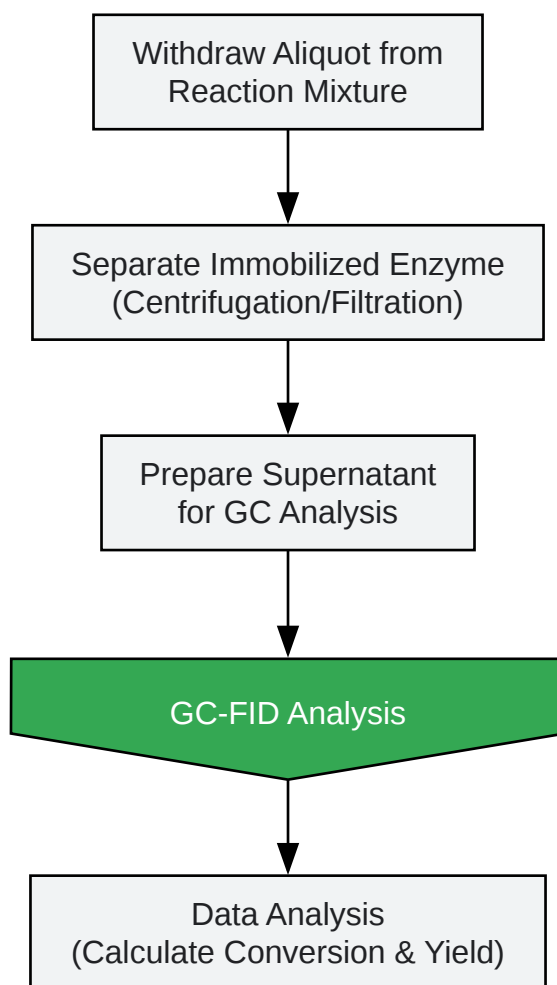 Withdraw Aliquot from
Reaction Mixture
Separate Immobilized Enzyme
(Centrifugation/Filtration)
Prepare Supernatant
for GC Analysis
GC-FID Analysis
Data Analysis
(Calculate Conversion & Yield)